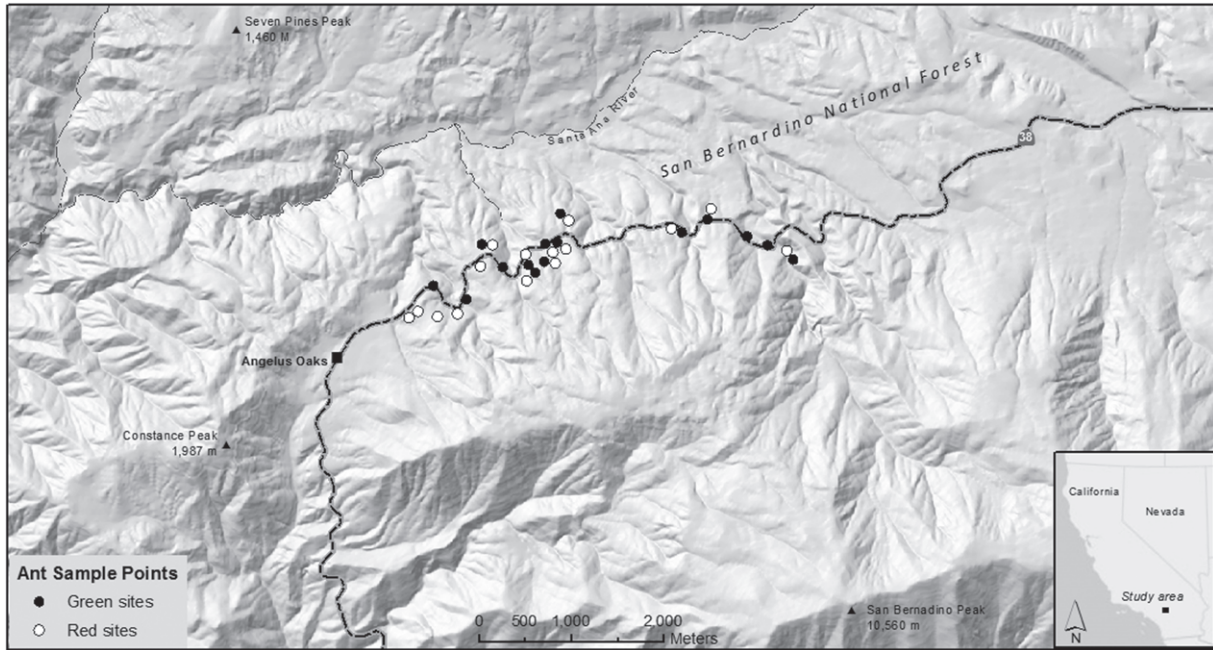 Seven Pines Peak
1,460 M
Santa Ana River
San Bernardino National Forest
38
Angelus Oaks
Constance Peak
1,987 m
Ant Sample Points
Green sites
Red sites
0 500 1,000 2,000
Meters
San Bernadino Peak
10,560 m
California
Nevada
Study area
N